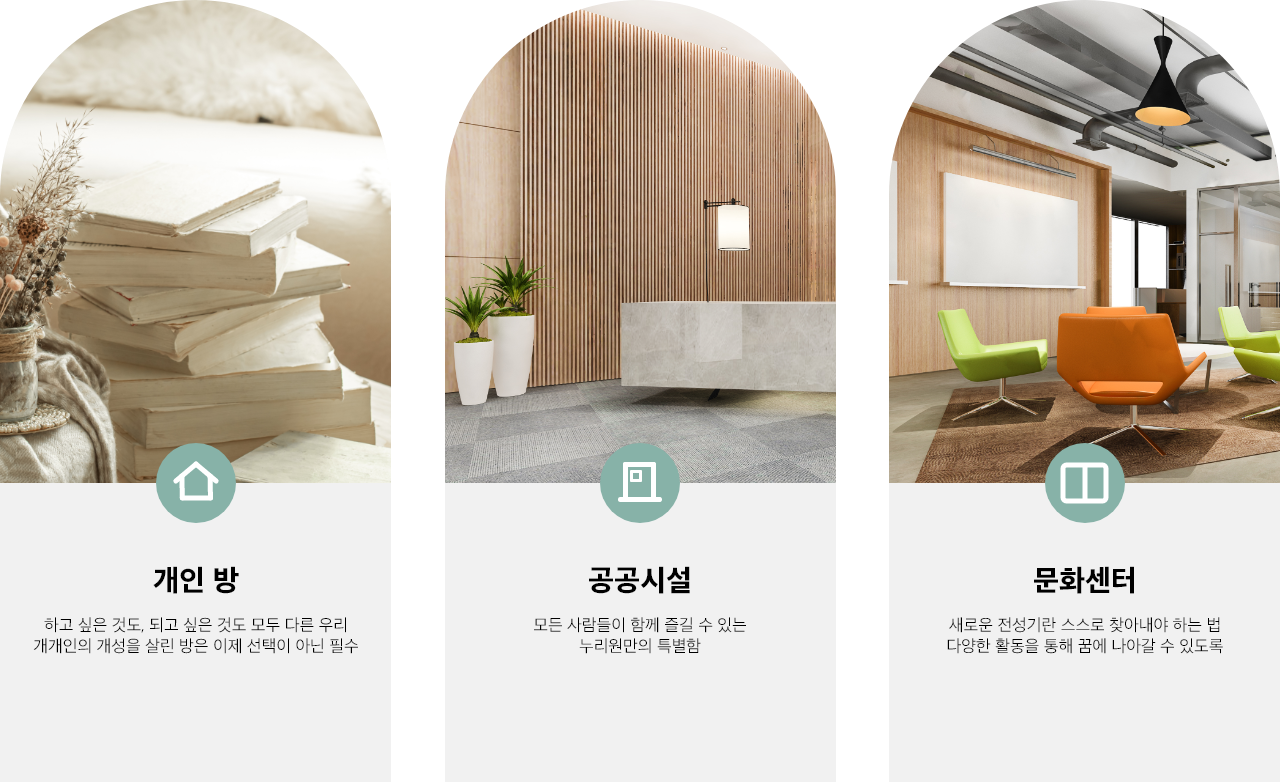 개인 방
하고 싶은 것도, 되고 싶은 것도 모두 다른 우리
개개인의 개성을 살린 방은 이제 선택이 아닌 필수
공공시설
모든 사람들이 함께 즐길 수 있는
누리원만의 특별함
문화센터
새로운 전성기란 스스로 찾아내야 하는 법
다양한 활동을 통해 꿈에 나아갈 수 있도록